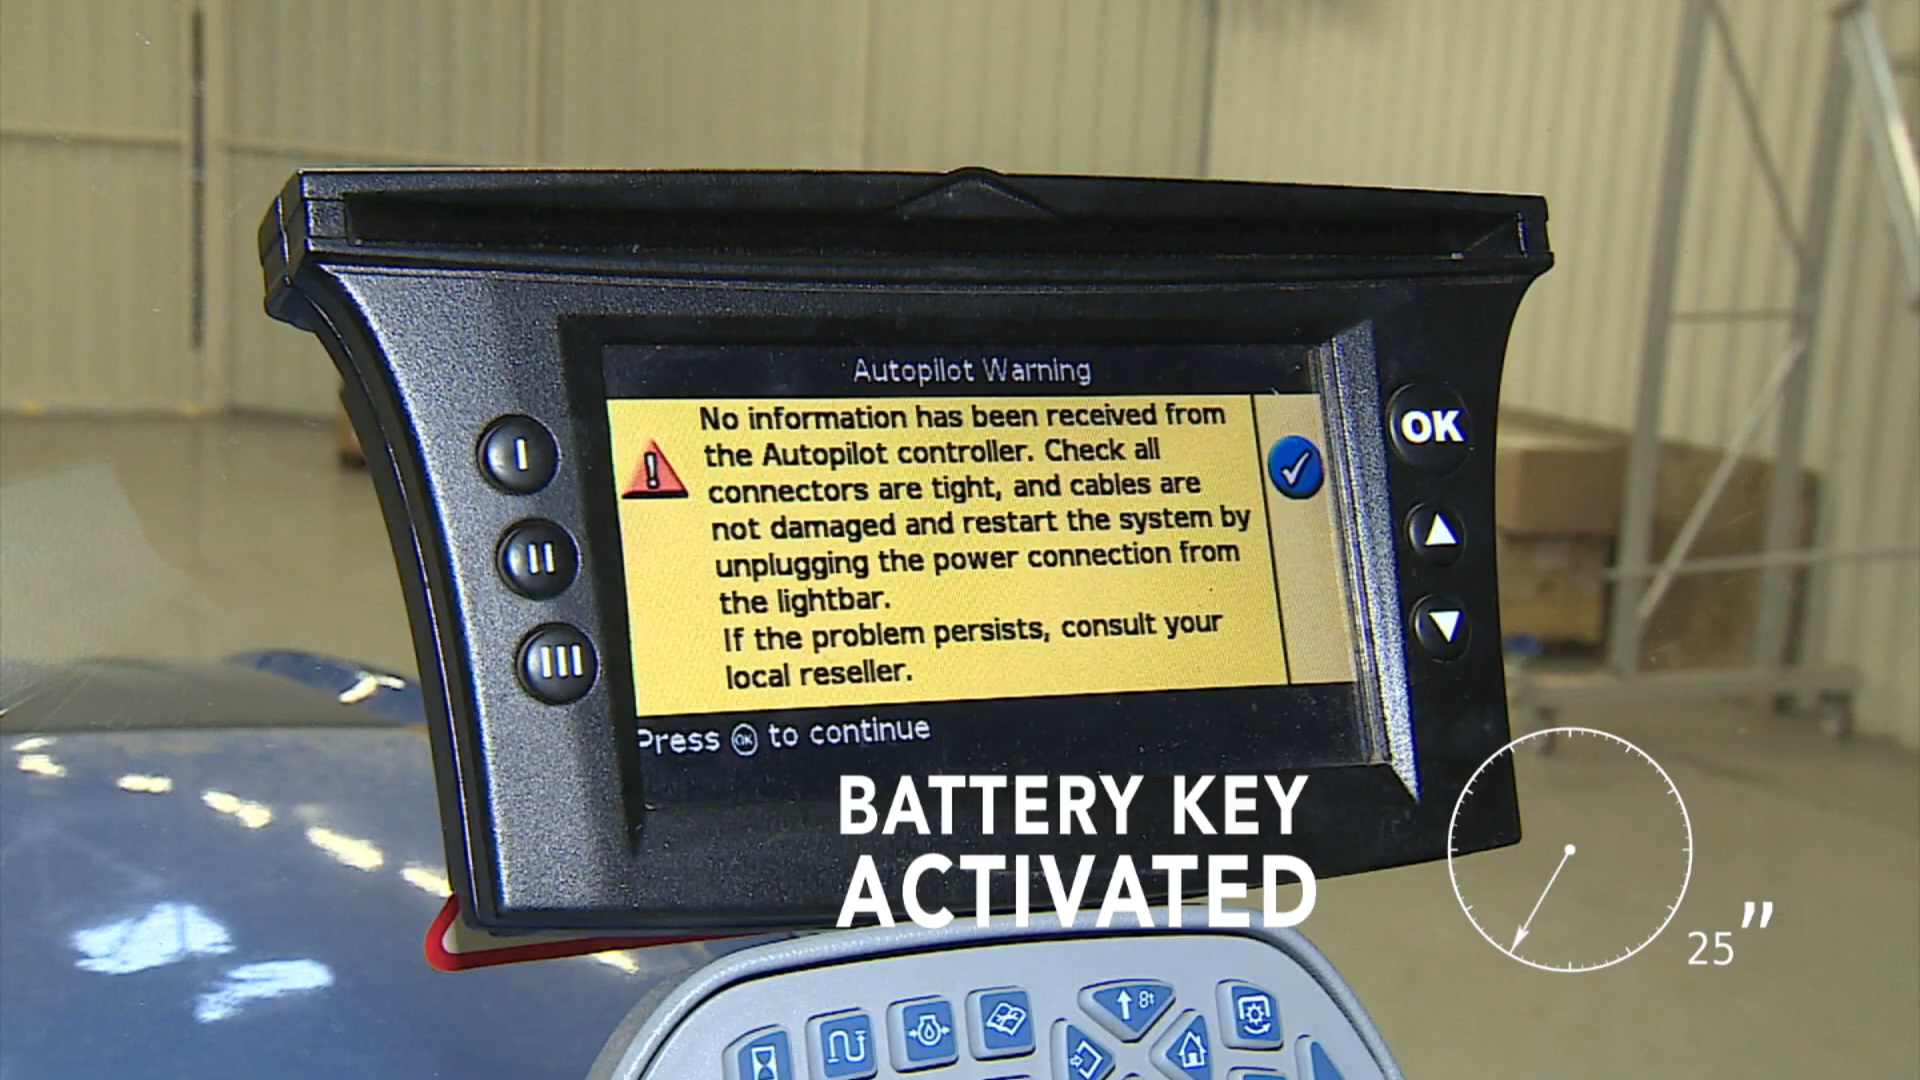 Autopilot Warning
No information has been received from
the Autopilot controller. Check all
connectors are tight, and cables are
not damaged and restart the system by
unplugging the power connection from
the lightbar.
If the problem persists, consult your
local reseller.
Press OK to continue
I
II
III
OK
BATTERY KEY
ACTIVATED
25”
8t